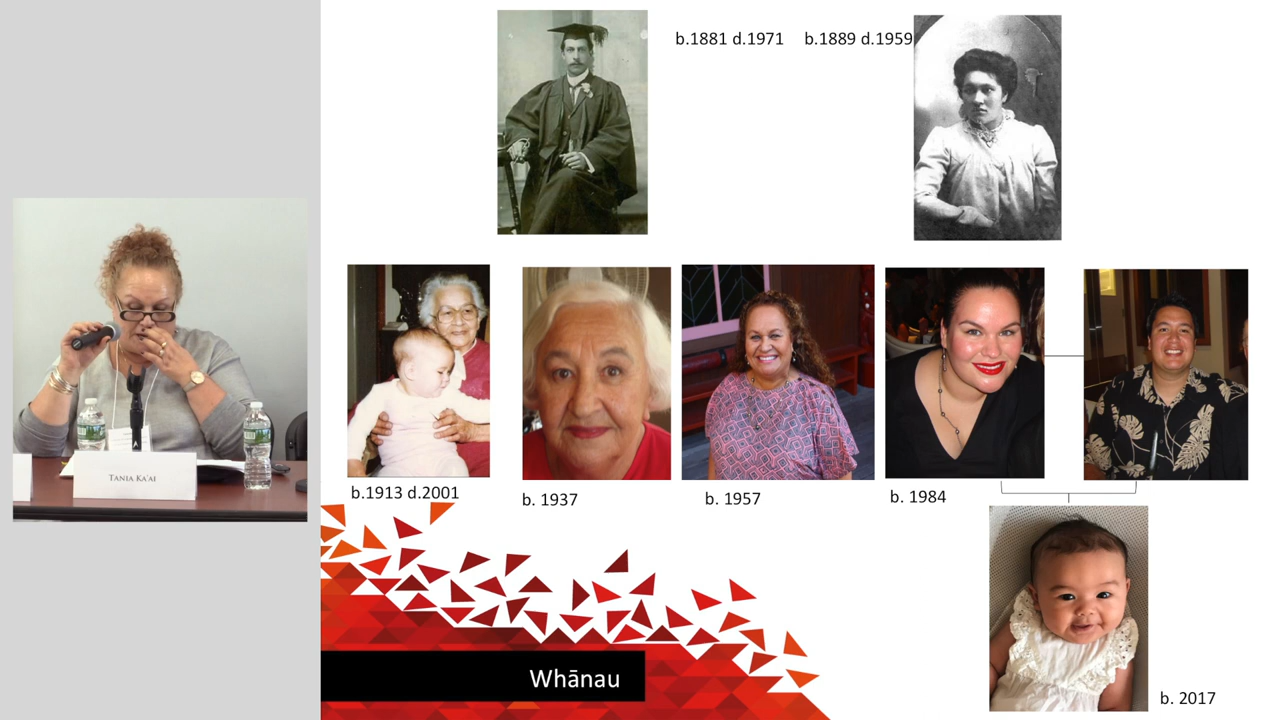 b.1881 d.1971
b.1889 d.1959
TANIA KA'AI
b.1913 d.2001
b. 1937
b. 1957
b. 1984
Whānau
b. 2017